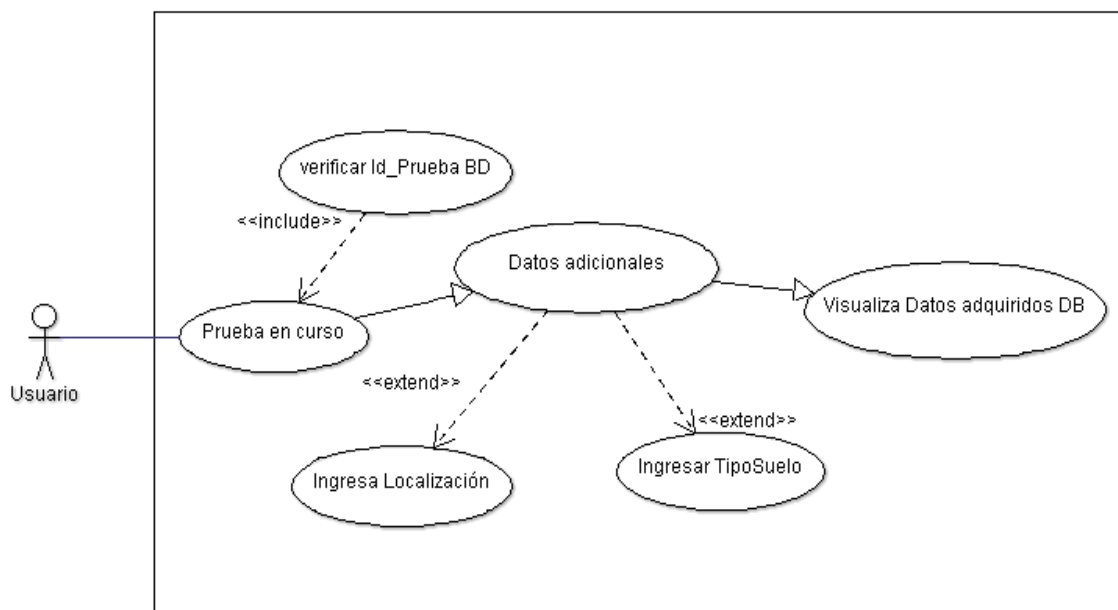 verificar Id_Prueba BD
<<include>>
Datos adicionales
Visualiza Datos adquiridos DB
Prueba en curso
Usuario
<<extend>>
<<extend>>
Ingresa Localización
Ingresar TipoSuelo